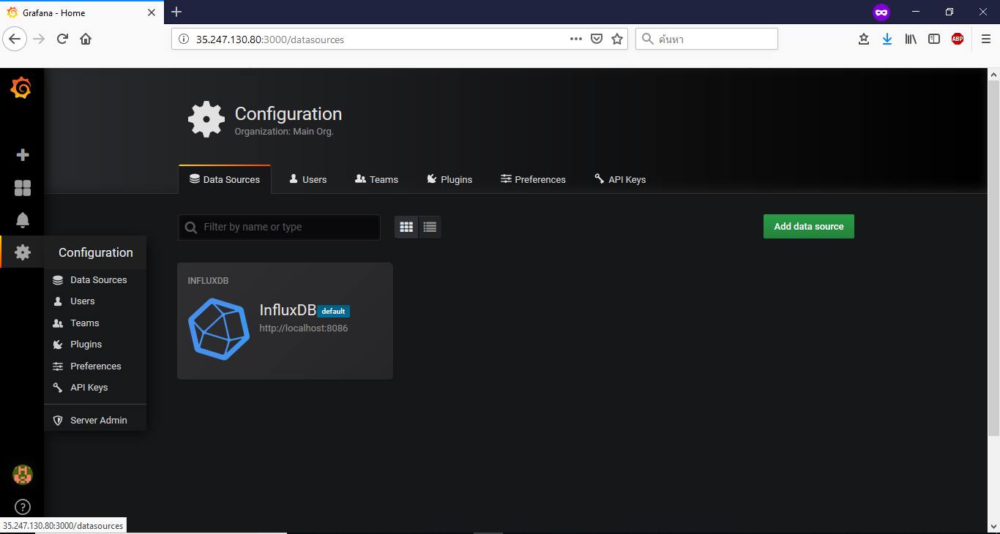 Grafana - Home
35.247.130.80:3000/datasources
ค้นหา
ABP
Configuration
Organization: Main Org.
Data Sources
Users
Teams
Plugins
Preferences
API Keys
Filter by name or type
Add data source
Configuration
Data Sources
Users
Teams
Plugins
Preferences
API Keys
Server Admin
INFLUXDB
InfluxDB default
http://localhost:8086
35.247.130.80:3000/datasources